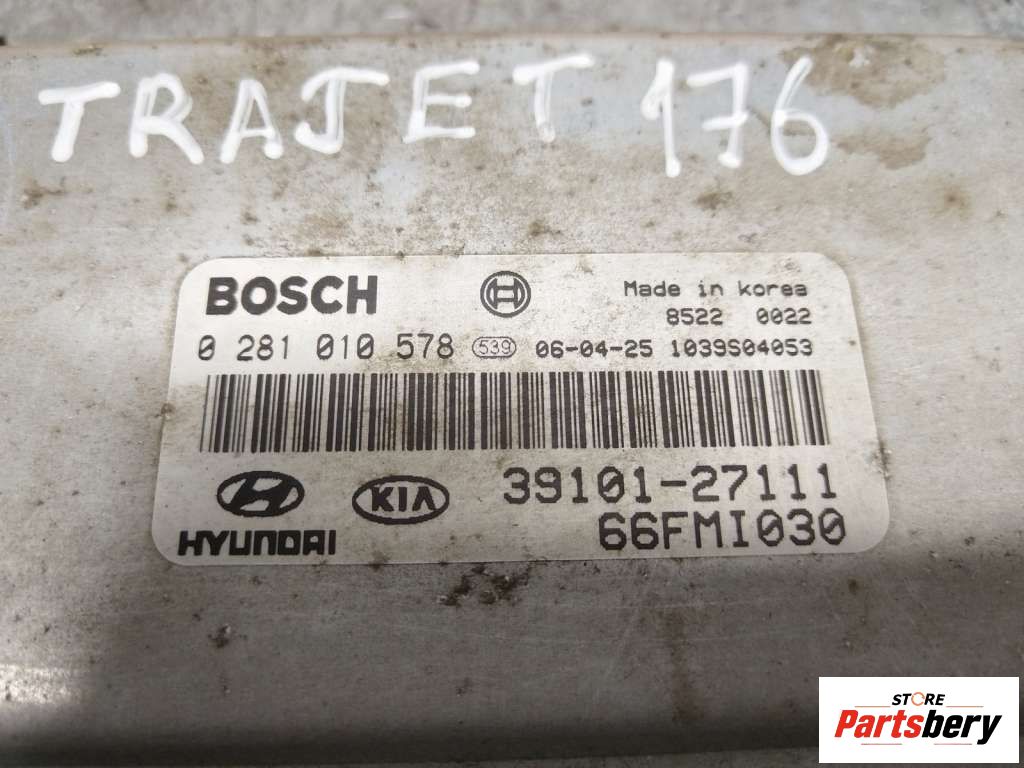 TRAJET 176
BOSCH
Made in korea
8522 0022
0 281 010 578 539 06-04-25 1039S04053
39101-27111
HYUNDAI KIA 66FMI030
STORE
Partsbery